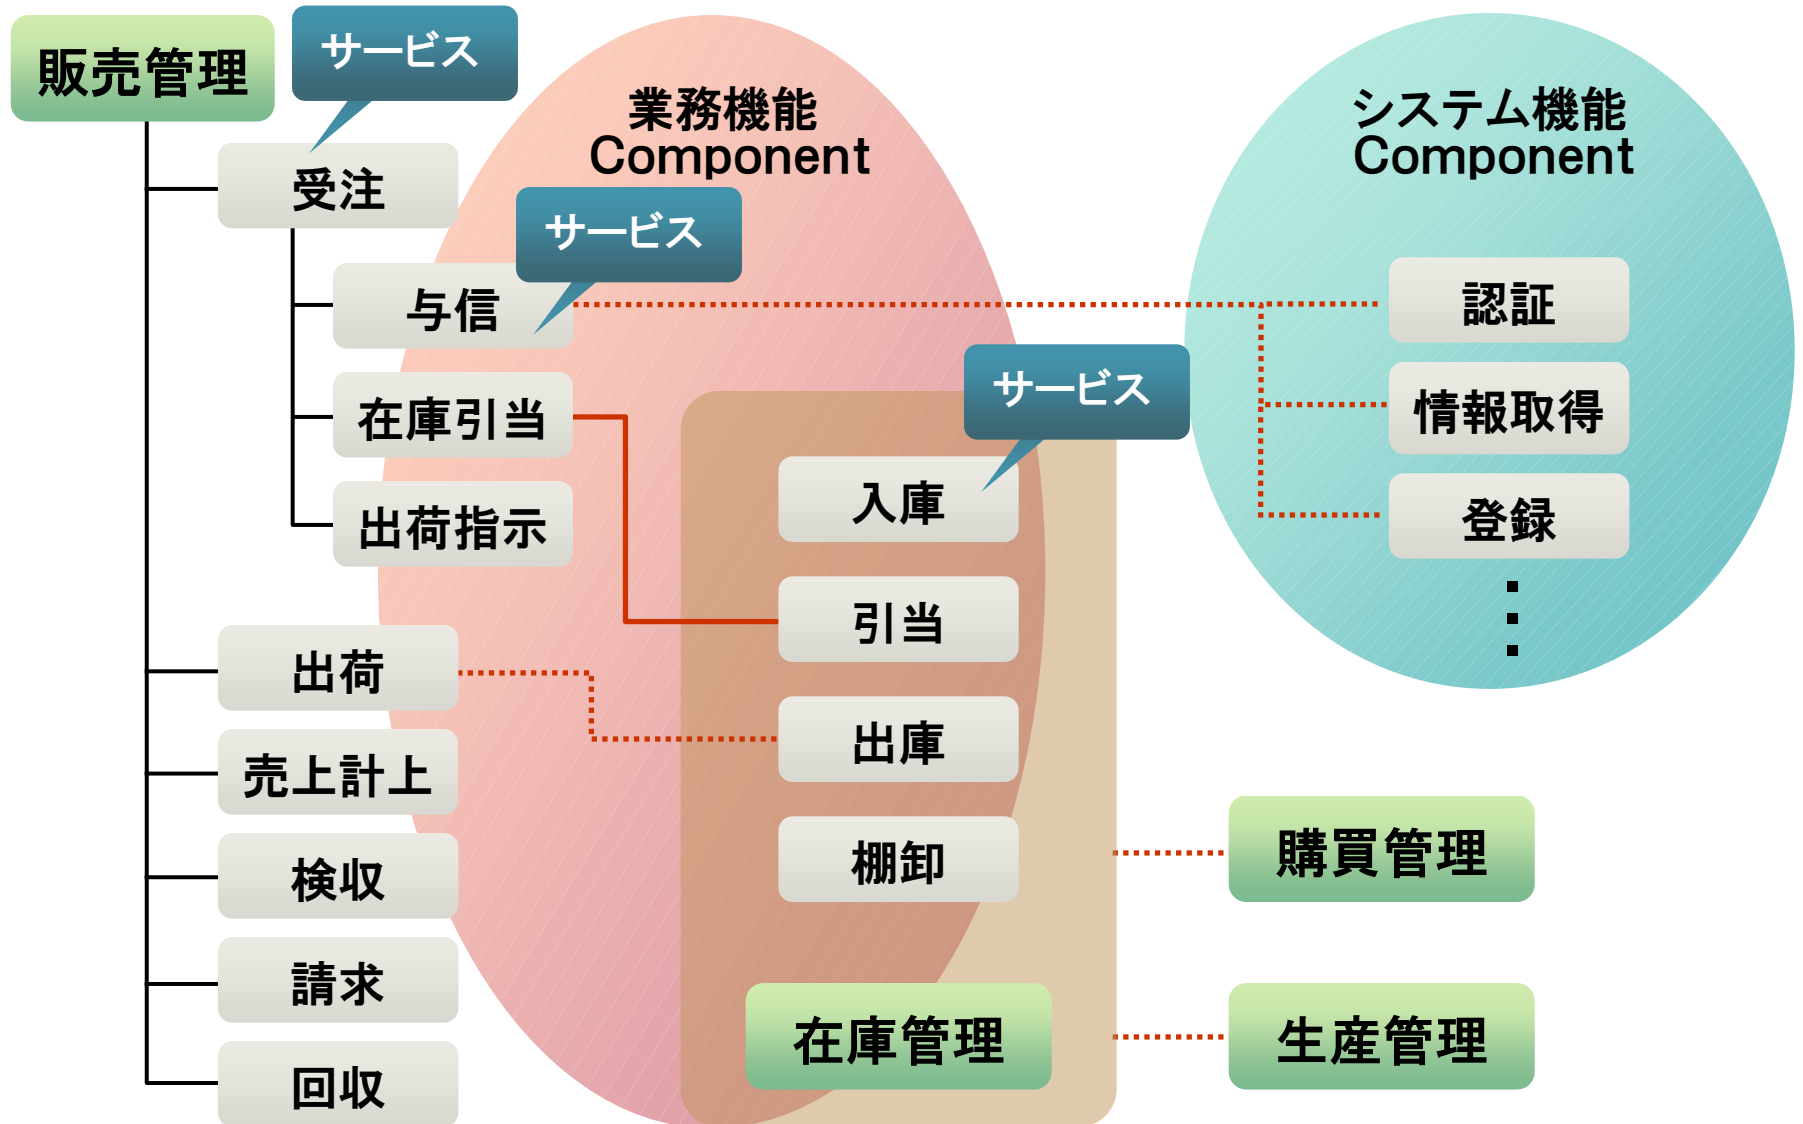 販売管理
サービス
受注
業務機能
Component
サービス
与信
在庫引当
出荷指示
出荷
売上計上
検収
請求
回収
サービス
入庫
引当
出庫
棚卸
在庫管理
システム機能
Component
認証
情報取得
登録
購買管理
生産管理